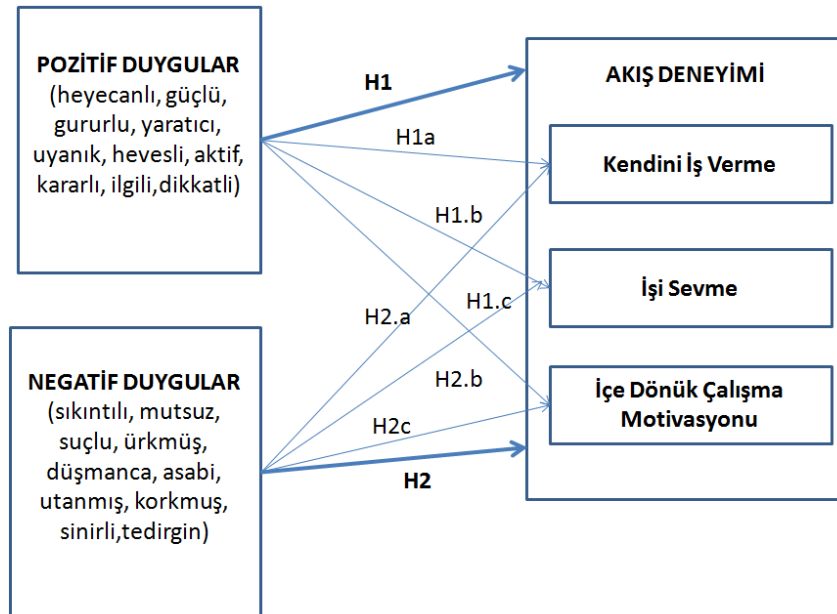 POZİTİF DUYGULAR
(heyecanlı, güçlü,
gururlu, yaratıcı,
uyanık, hevesli, aktif,
kararlı, ilgili,dikkatli)
H1
H1a
H1.b
H1.c
AKIŞ DENEYİMİ
Kendini İş Verme
İşi Sevme
İçe Dönük Çalışma
Motivasyonu
NEGATİF DUYGULAR
(sıkıntılı, mutsuz,
suçlu, ürkmüş,
düşmanca, asabi,
utanmış, korkmuş,
sinirli,tedirgin)
H2.a
H2.b
H2c
H2